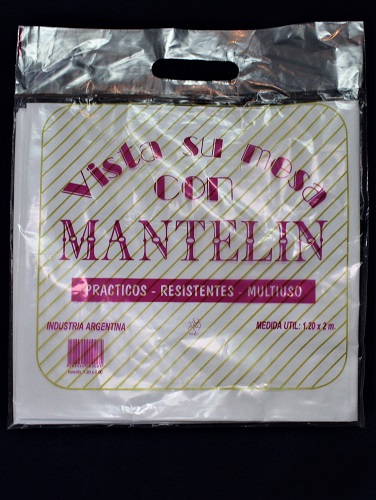 Vista su mesa
con
MANTELIN
PRACTICOS - RESISTENTES - MULTIUSO
INDUSTRIA ARGENTINA
MEDIDA UTIL: 1.20 x 2 m.